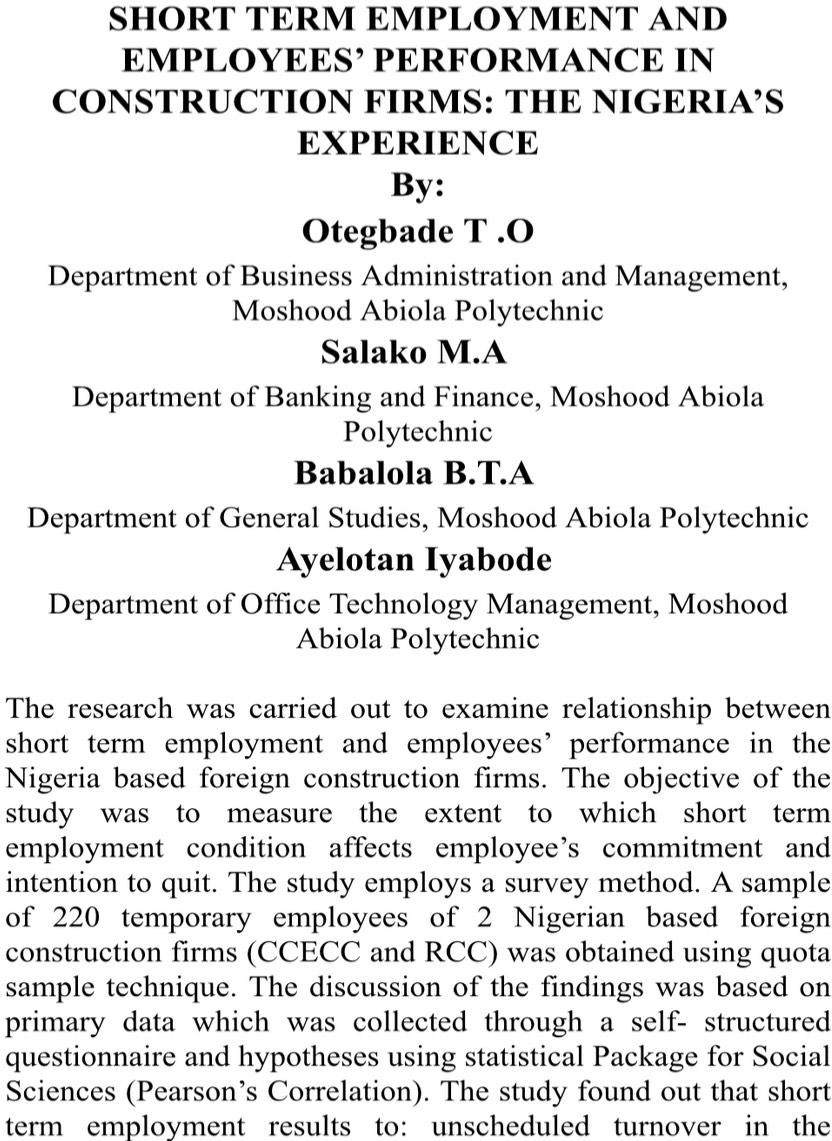 SHORT TERM EMPLOYMENT AND
EMPLOYEES’ PERFORMANCE IN
CONSTRUCTION FIRMS: THE NIGERIA’S
EXPERIENCE
By:
Otegbade T .O
Department of Business Administration and Management,
Moshood Abiola Polytechnic
Salako M.A
Department of Banking and Finance, Moshood Abiola
Polytechnic
Babalola B.T.A
Department of General Studies, Moshood Abiola Polytechnic
Ayelotan Iyabode
Department of Office Technology Management, Moshood
Abiola Polytechnic
The research was carried out to examine relationship between
short term employment and employees’ performance in the
Nigeria based foreign construction firms. The objective of the
study was to measure the extent to which short term
employment condition affects employee’s commitment and
intention to quit. The study employs a survey method. A sample
of 220 temporary employees of 2 Nigerian based foreign
construction firms (CCECC and RCC) was obtained using quota
sample technique. The discussion of the findings was based on
primary data which was collected through a self- structured
questionnaire and hypotheses using statistical Package for Social
Sciences (Pearson’s Correlation). The study found out that short
term employment results to: unscheduled turnover in the